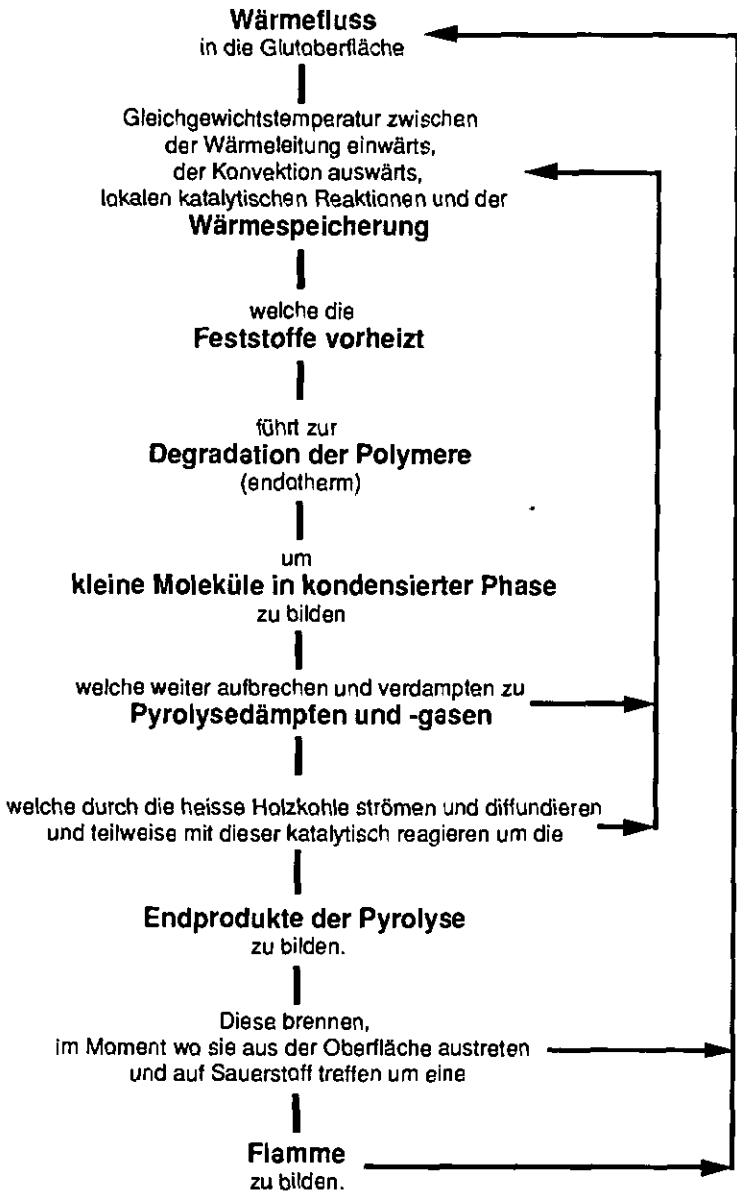 Wärmefluss
in die Glutoberfläche
Gleichgewichtstemperatur zwischen
der Wärmeleitung einwärts,
der Konvektion auswärts,
lokalen katalytischen Reaktionen und der
Wärmespeicherung
welche die
Feststoffe vorheizt
führt zur
Degradation der Polymere
(endotherm)
um
kleine Moleküle in kondensierter Phase
zu bilden
welche weiter aufbrechen und verdampfen zu
Pyrolysedämpfen und -gasen
welche durch die heisse Holzkohle strömen und diffundieren
und teilweise mit dieser katalytisch reagieren um die
Endprodukte der Pyrolyse
zu bilden.
Diese brennen,
im Moment wo sie aus der Oberfläche austreten
und auf Sauerstoff treffen um eine
Flamme
zu bilden.